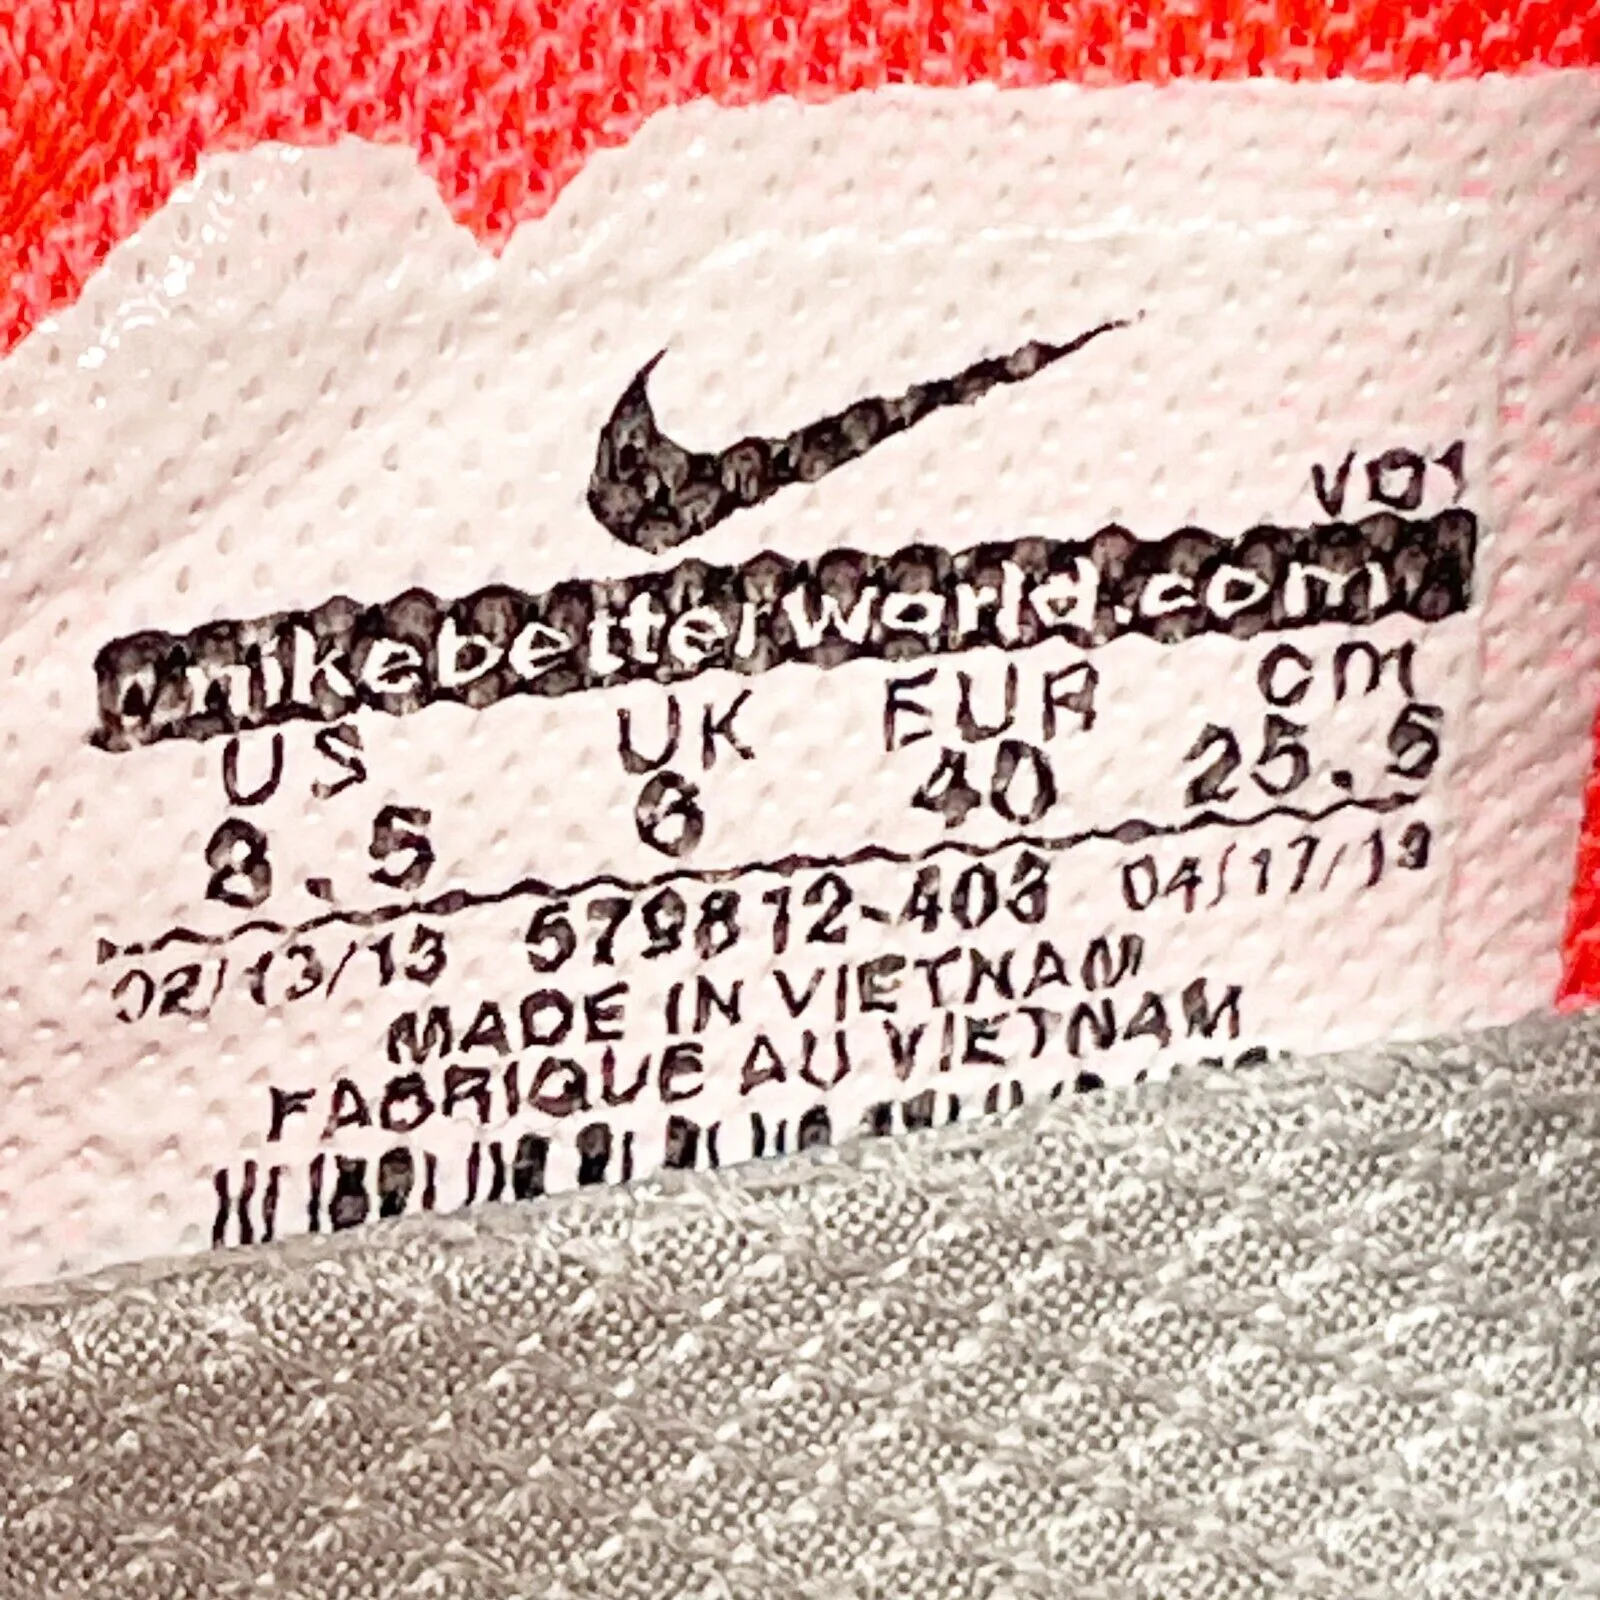 VO1
nikebetterworld.com
US UK EUR cm
8.5 6 40 25.5
02/13/13 579812-403 04/17/13
MADE IN VIETNAM
FABRIQUE AU VIETNAM